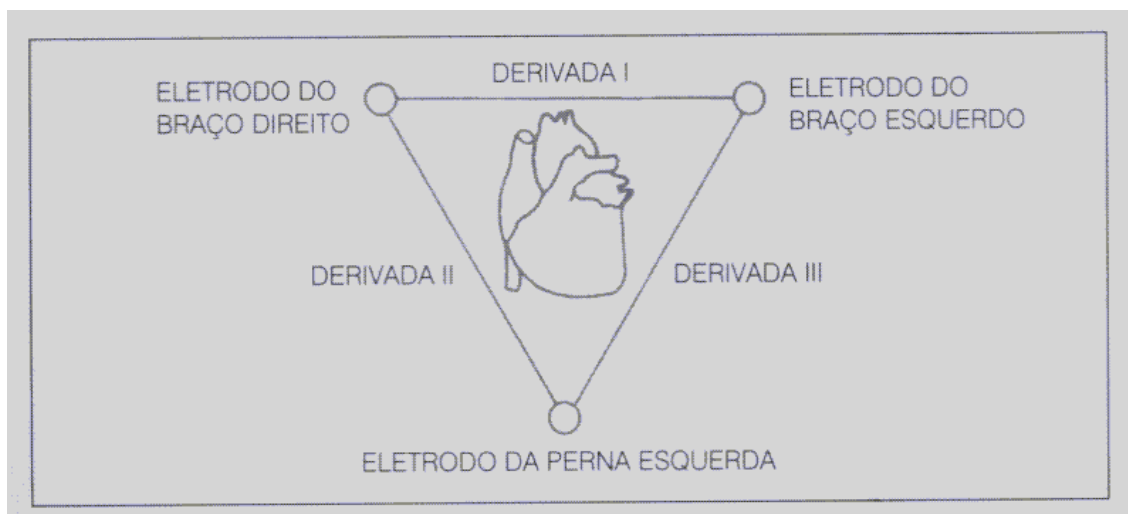 DERIVADA I
ELETRODO DO
BRAÇO DIREITO
ELETRODO DO
BRAÇO ESQUERDO
DERIVADA II
DERIVADA III
ELETRODO DA PERNA ESQUERDA